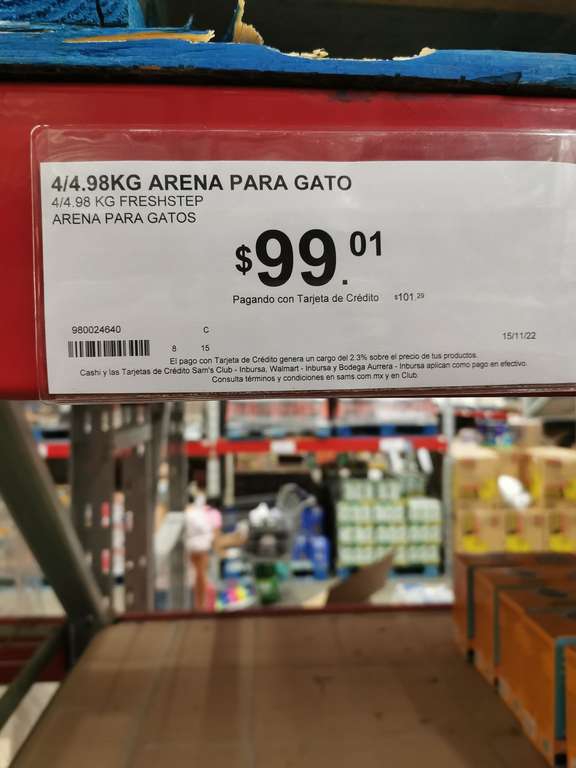 4/4.98KG ARENA PARA GATO
4/4.98 KG FRESHSTEP
ARENA PARA GATOS
$99.01
Pagando con Tarjeta de Crédito $101.29
980024640 C
8 15
15/11/22
El pago con Tarjeta de Crédito genera un cargo del 2.3% sobre el precio de tus productos.
Cashi y las Tarjetas de Crédito Sam's Club - Inbursa, Walmart - Inbursa y Bodega Aurrera - Inbursa aplican como pago en efectivo.
Consulta términos y condiciones en sams.com.mx y en Club.